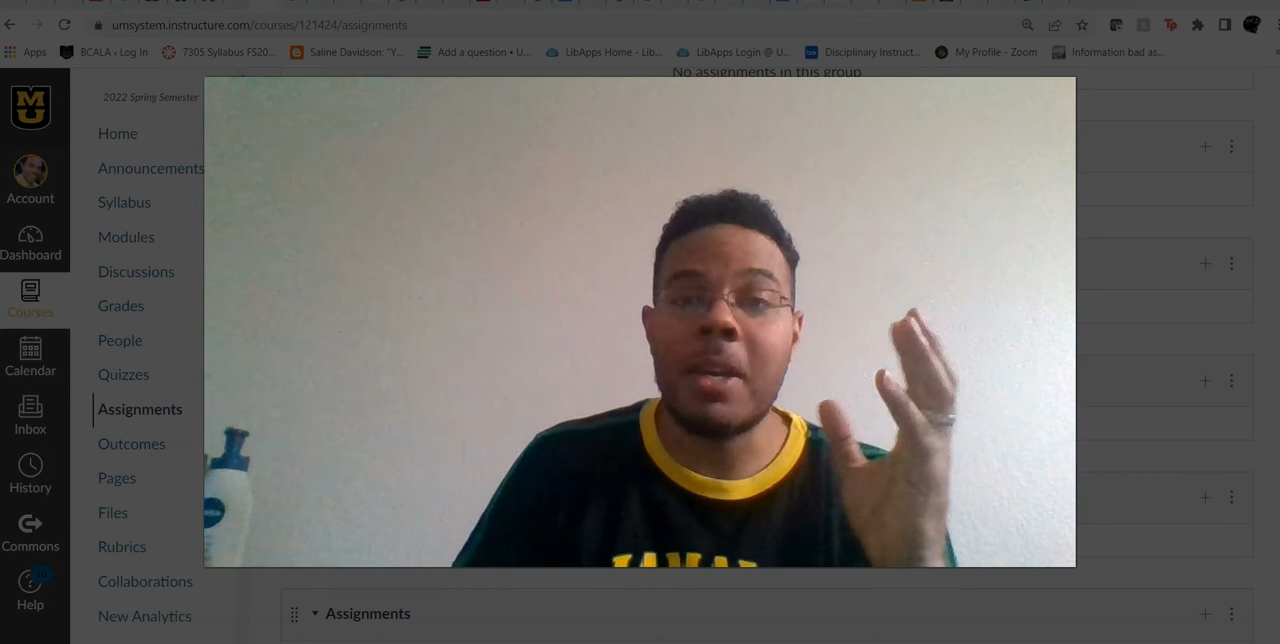 umsystem.instructure.com/courses/121424/assignments
Apps
BCALA ‹ Log In
7305 Syllabus FS20...
Saline Davidson: "Y...
Add a question • U...
LibApps Home - Lib...
LibApps Login @ U...
box
Disciplinary Instruct...
My Profile - Zoom
Information bad as...
No assignments in this group
MU
2022 Spring Semester
Home
Announcements
Account
Syllabus
Modules
Dashboard
Discussions
Courses
Grades
People
Calendar
Quizzes
Assignments
Inbox
Outcomes
History
Pages
Files
Commons
Rubrics
Collaborations
Help
New Analytics
Assignments